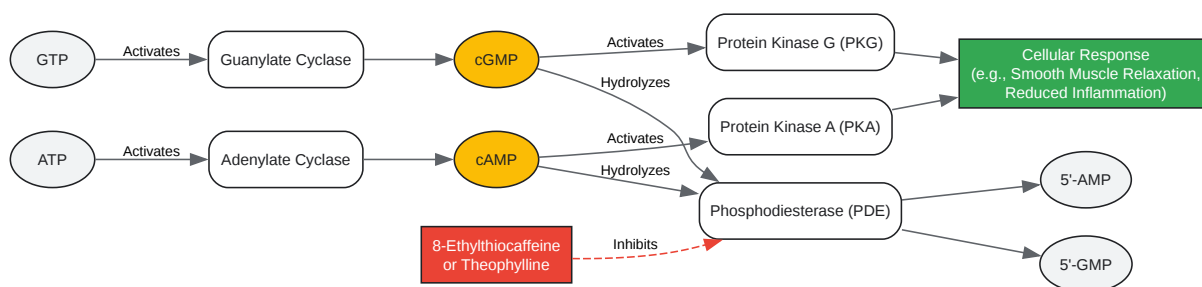 GTP
Activates
Guanylate Cyclase
cGMP
Activates
Protein Kinase G (PKG)
Cellular Response
(e.g., Smooth Muscle Relaxation,
Reduced Inflammation)
Hydrolyzes
ATP
Activates
Adenylate Cyclase
cAMP
Activates
Protein Kinase A (PKA)
Hydrolyzes
Phosphodiesterase (PDE)
5'-AMP
8-Ethylthiocaffeine
or Theophylline
Inhibits
5'-GMP